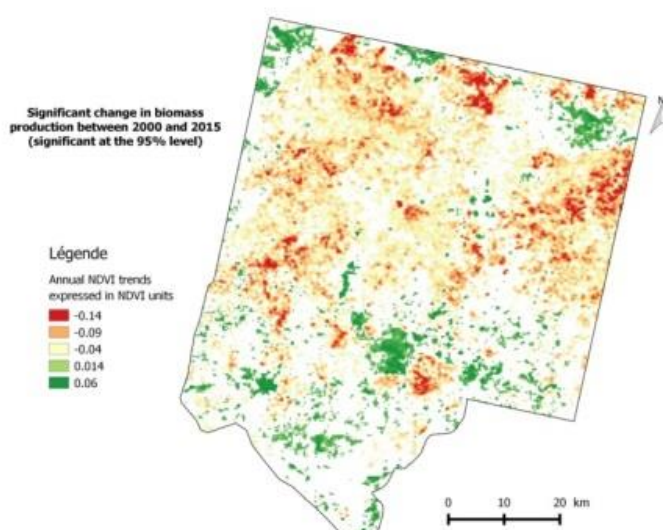 Significant change in biomass
production between 2000 and 2015
(significant at the 95% level)
N
Légende
Annual NDVI trends
expressed in NDVI units
-0.14
-0.09
-0.04
0.014
0.06
0 10 20 km